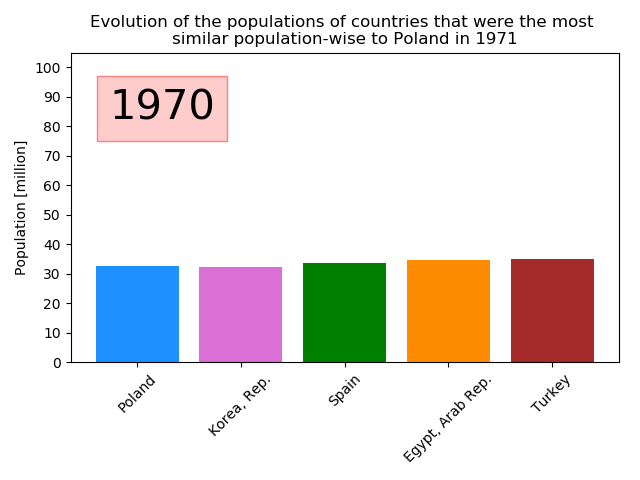 Evolution of the populations of countries that were the most
similar population-wise to Poland in 1971
1970
Population [million]
100
90
80
70
60
50
40
30
20
10
0
Poland
Korea, Rep.
Spain
Egypt, Arab Rep.
Turkey